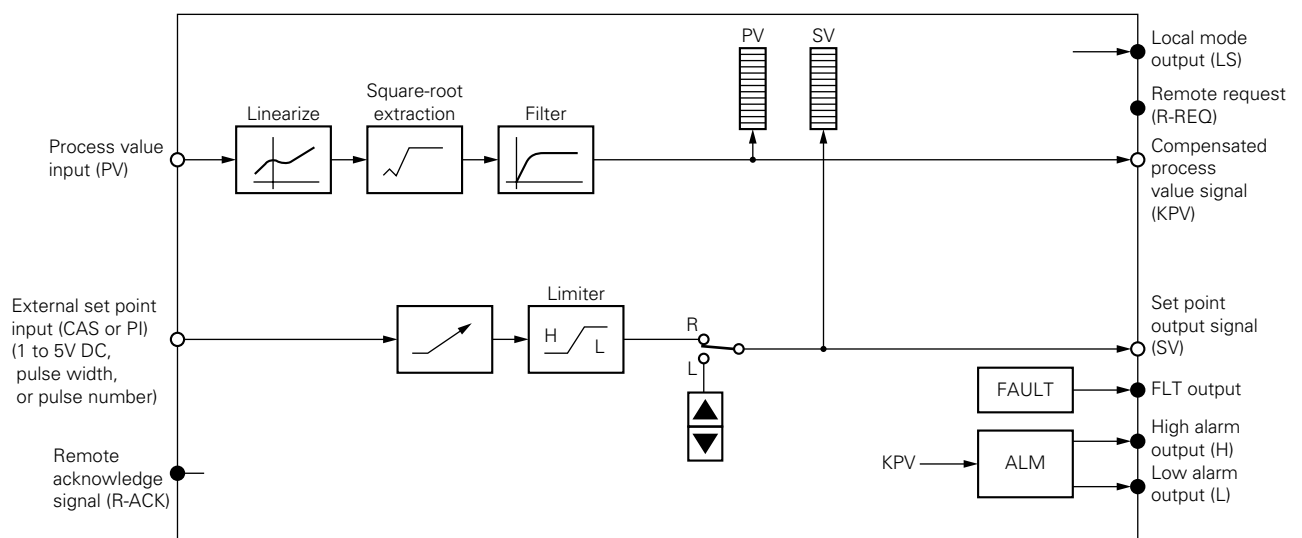 PV
SV
Local mode
output (LS)
Remote request
(R-REQ)
Square-root
extraction
Linearize
Filter
Process value
input (PV)
Compensated
process
value signal
(KPV)
External set point
input (CAS or PI)
(1 to 5V DC,
pulse width,
or pulse number)
Limiter
H
L
R
L
Set point
output signal
(SV)
FAULT
FLT output
Remote
acknowledge
signal (R-ACK)
KPV
ALM
High alarm
output (H)
Low alarm
output (L)